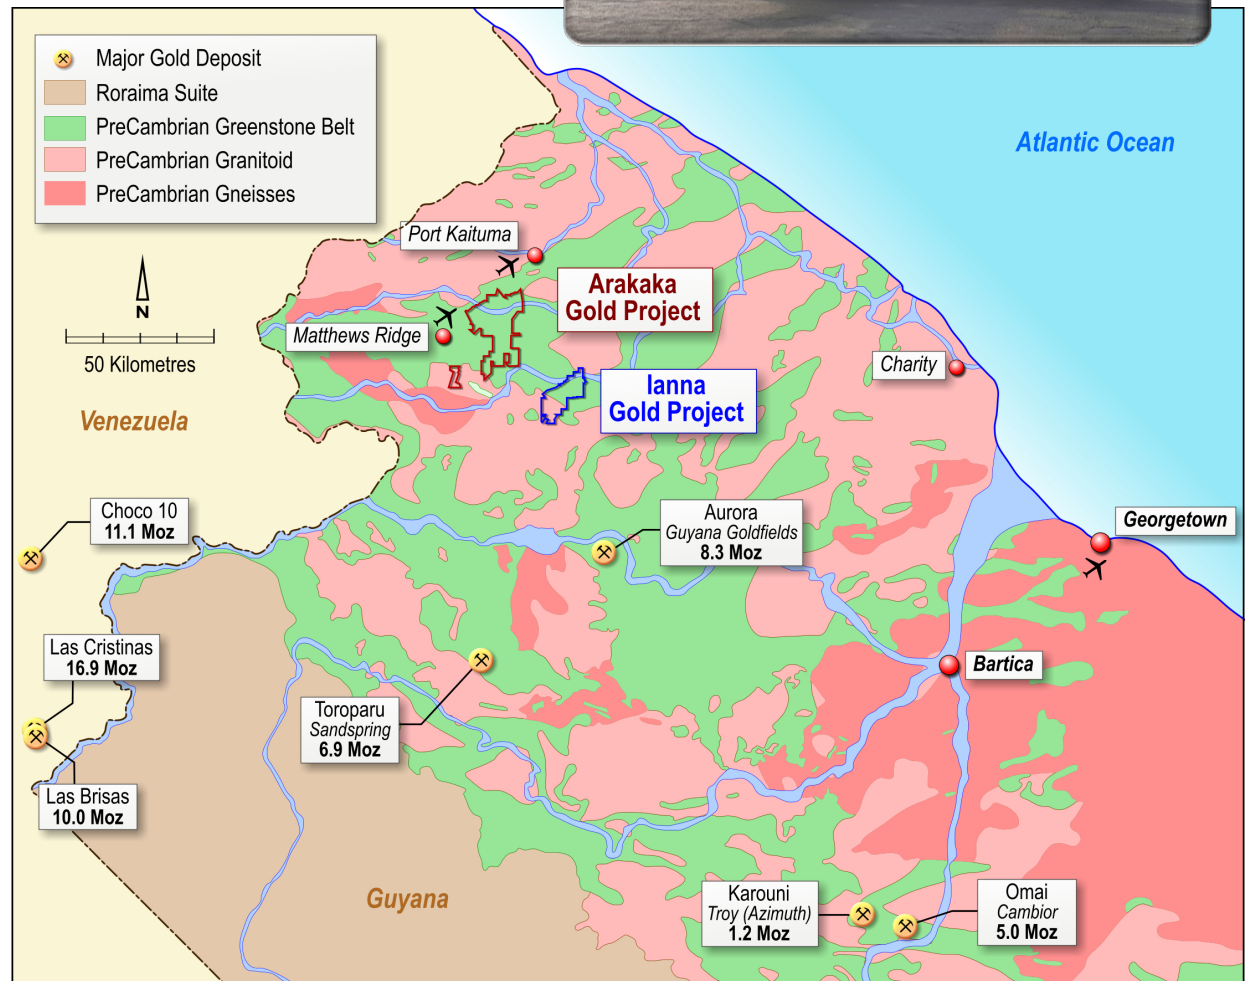 Major Gold Deposit
Roraima Suite
PreCambrian Greenstone Belt
PreCambrian Granitoid
PreCambrian Gneisses
Atlantic Ocean
Port Kaituma
N
50 Kilometres
Arakaka
Gold Project
Matthews Ridge
Charity
Ianna
Gold Project
Venezuela
Choco 10
11.1 Moz
Aurora
Guyana Goldfields
8.3 Moz
Georgetown
Las Cristinas
16.9 Moz
Bartica
Toroparu
Sandspring
6.9 Moz
Las Brisas
10.0 Moz
Guyana
Karouni
Troy (Azimuth)
1.2 Moz
Omai
Cambior
5.0 Moz